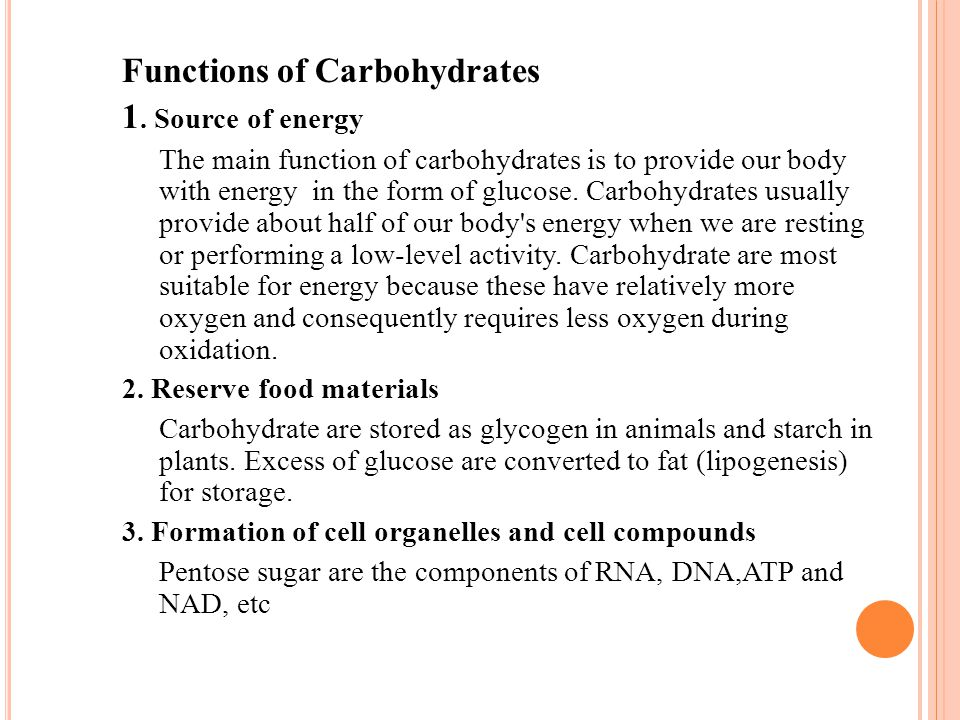 Functions of Carbohydrates
1. Source of energy
The main function of carbohydrates is to provide our body
with energy  in the form of glucose. Carbohydrates usually
provide about half of our body's energy when we are resting
or performing a low-level activity. Carbohydrate are most
suitable for energy because these have relatively more
oxygen and consequently requires less oxygen during
oxidation.
2. Reserve food materials
Carbohydrate are stored as glycogen in animals and starch in
plants. Excess of glucose are converted to fat (lipogenesis)
for storage.
3. Formation of cell organelles and cell compounds
Pentose sugar are the components of RNA, DNA,ATP and
NAD, etc